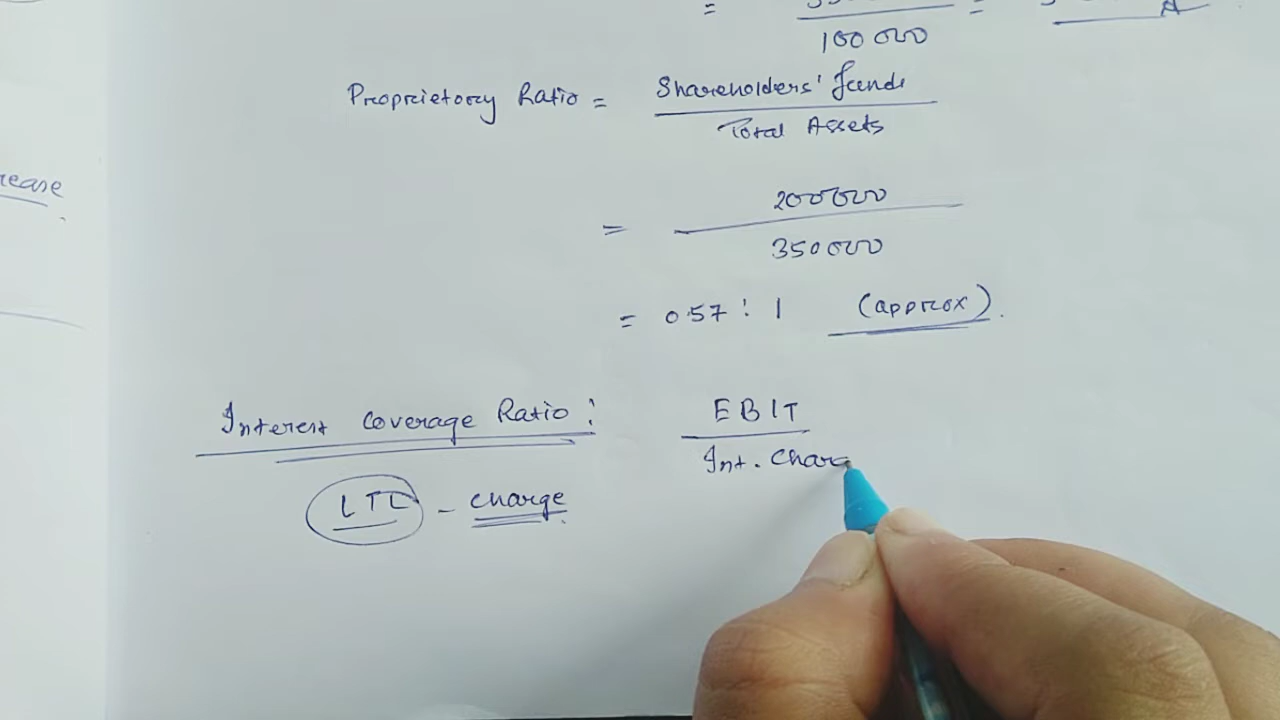 =
=
100000
Proprietory Ratio = Shareholders' funds
Total Assets
rease
= 200000
350000
= 0.57 : 1 (approx).
Interest Coverage Ratio : EBIT
Int. Charg
LTL - charge